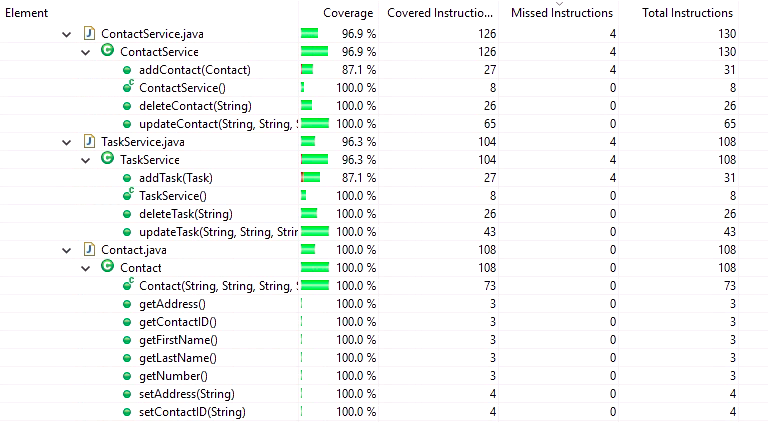 Element Coverage Covered Instructio... Missed Instructions Total Instructions
ContactService.java 96.9 % 126 4 130
ContactService 96.9 % 126 4 130
addContact(Contact) 87.1 % 27 4 31
ContactService() 100.0 % 8 0 8
deleteContact(String) 100.0 % 26 0 26
updateContact(String, String, 100.0 % 65 0 65
TaskService.java 96.3 % 104 4 108
TaskService 96.3 % 104 4 108
addTask(Task) 87.1 % 27 4 31
TaskService() 100.0 % 8 0 8
deleteTask(String) 100.0 % 26 0 26
updateTask(String, String, Strir 100.0 % 43 0 43
Contact.java 100.0 % 108 0 108
Contact 100.0 % 108 0 108
Contact(String, String, String, 100.0 % 73 0 73
getAddress() 100.0 % 3 0 3
getContactID() 100.0 % 3 0 3
getFirstName() 100.0 % 3 0 3
getLastName() 100.0 % 3 0 3
getNumber() 100.0 % 3 0 3
setAddress(String) 100.0 % 4 0 4
setContactID(String) 100.0 % 4 0 4